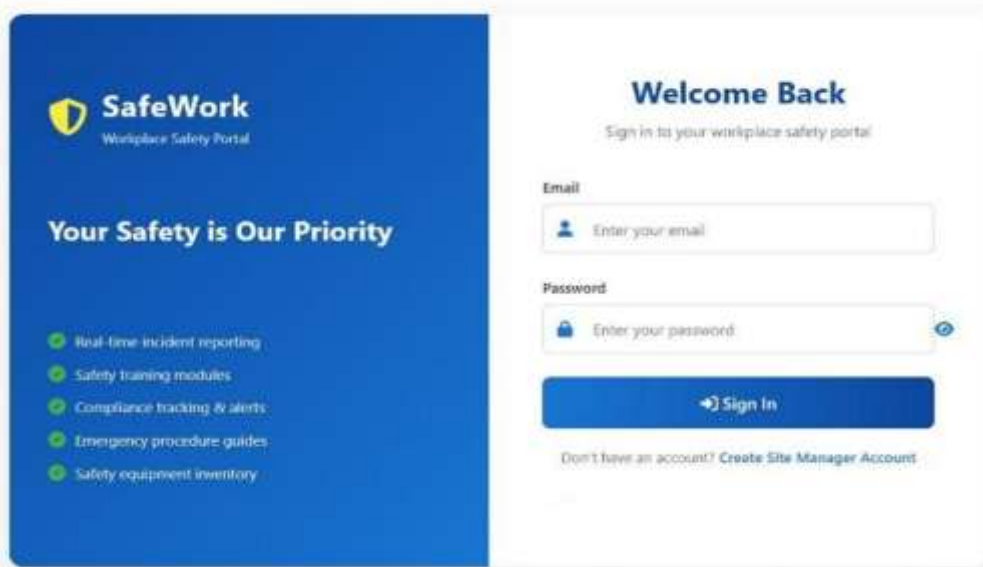 SafeWork
Workplace Safety Portal
Your Safety is Our Priority
Real-time incident reporting
Safety training modules
Compliance tracking & alerts
Emergency procedure guides
Safety equipment inventory
Welcome Back
Sign in to your workplace safety portal
Email
Enter your email
Password
Enter your password
Sign In
Don't have an account? Create Site Manager Account